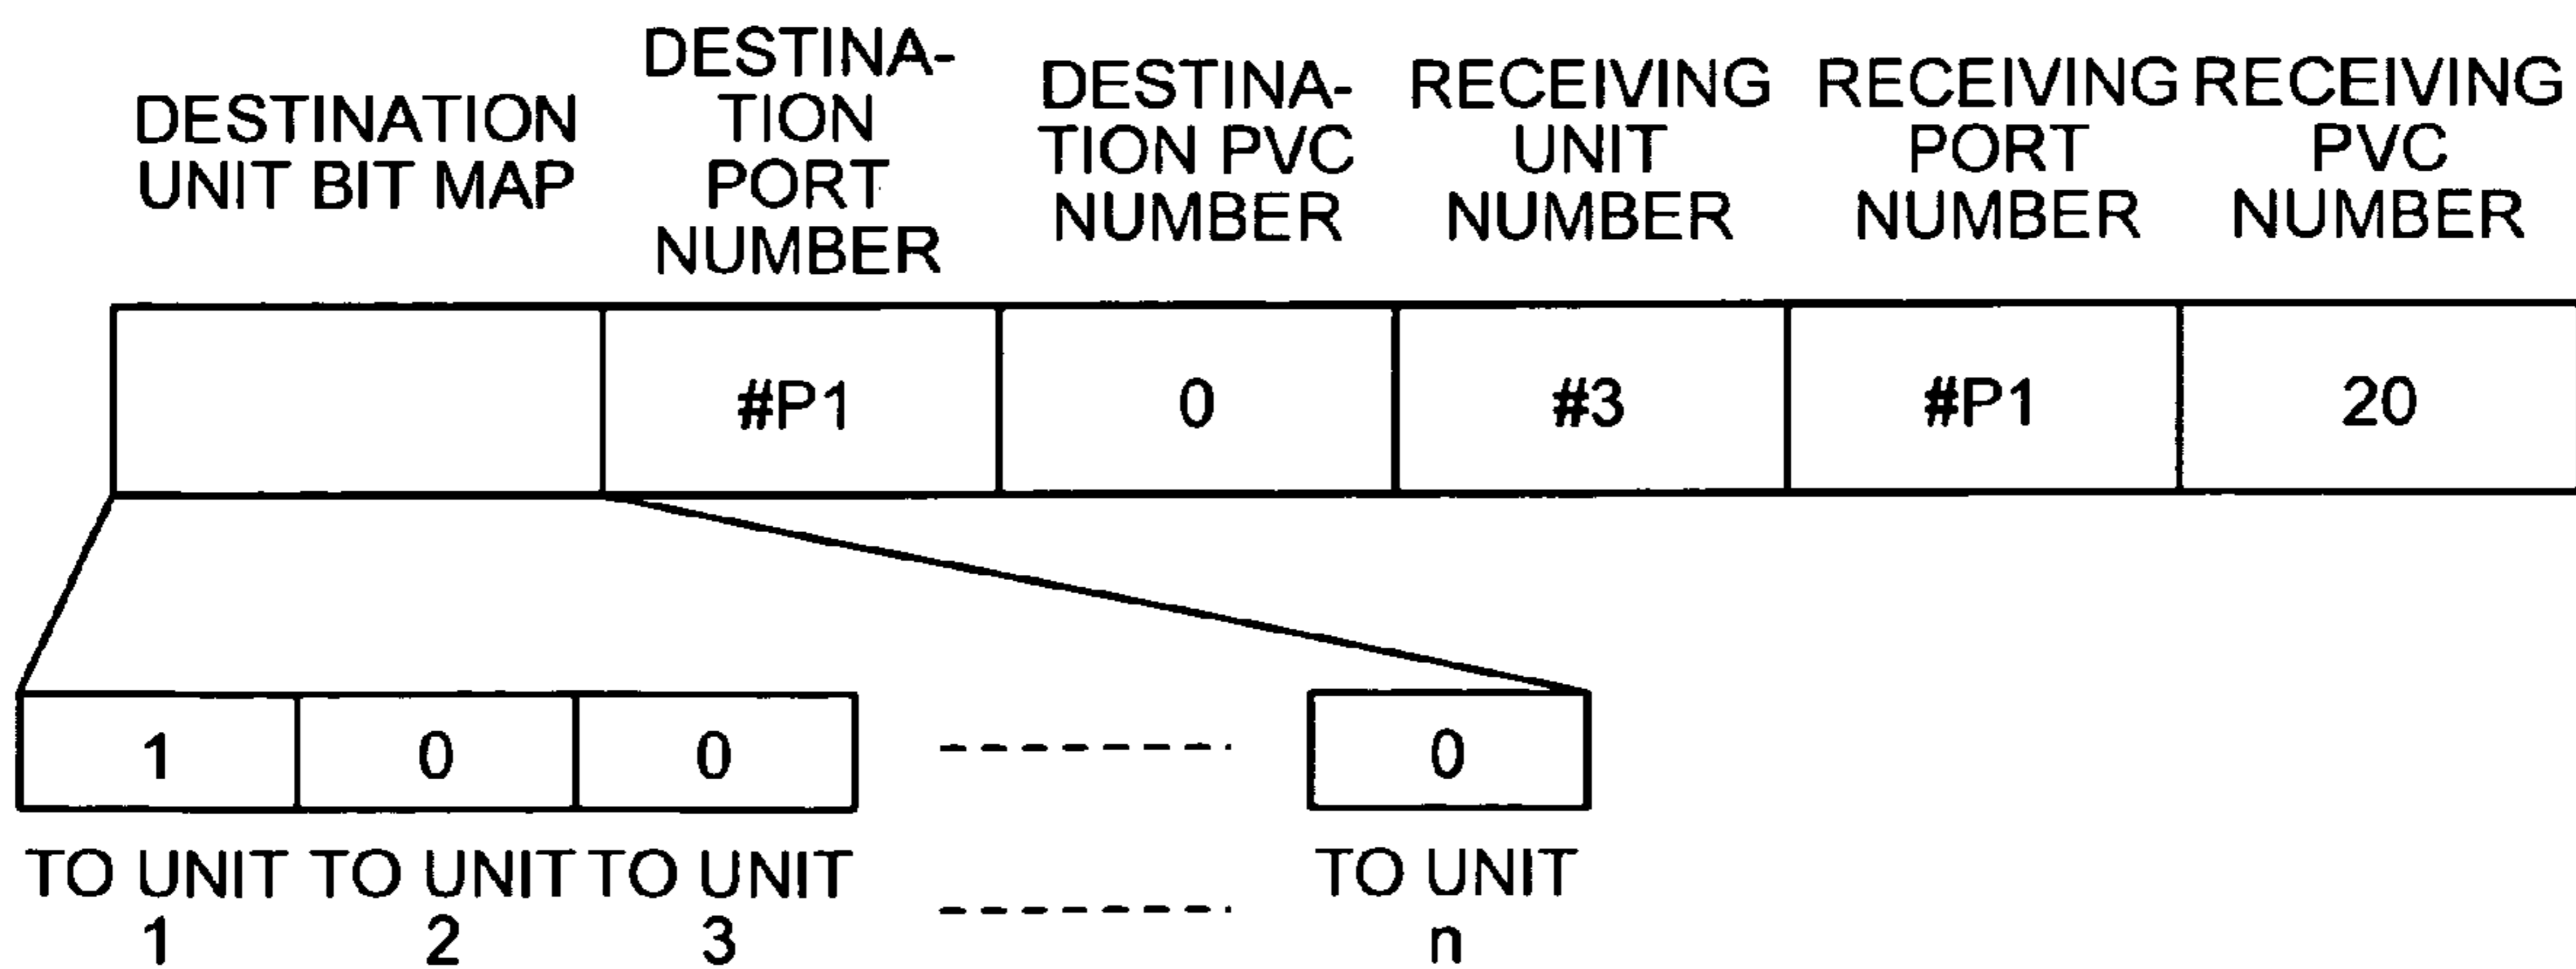 DESTINATION
UNIT BIT MAP
DESTINA-
TION
PORT
NUMBER
DESTINA-
TION PVC
NUMBER
RECEIVING
UNIT
NUMBER
RECEIVING
PORT
NUMBER
RECEIVING
PVC
NUMBER
#P1 0 #3 #P1 20
1 0 0 0
TO UNIT
1
TO UNIT
2
TO UNIT
3
TO UNIT
n